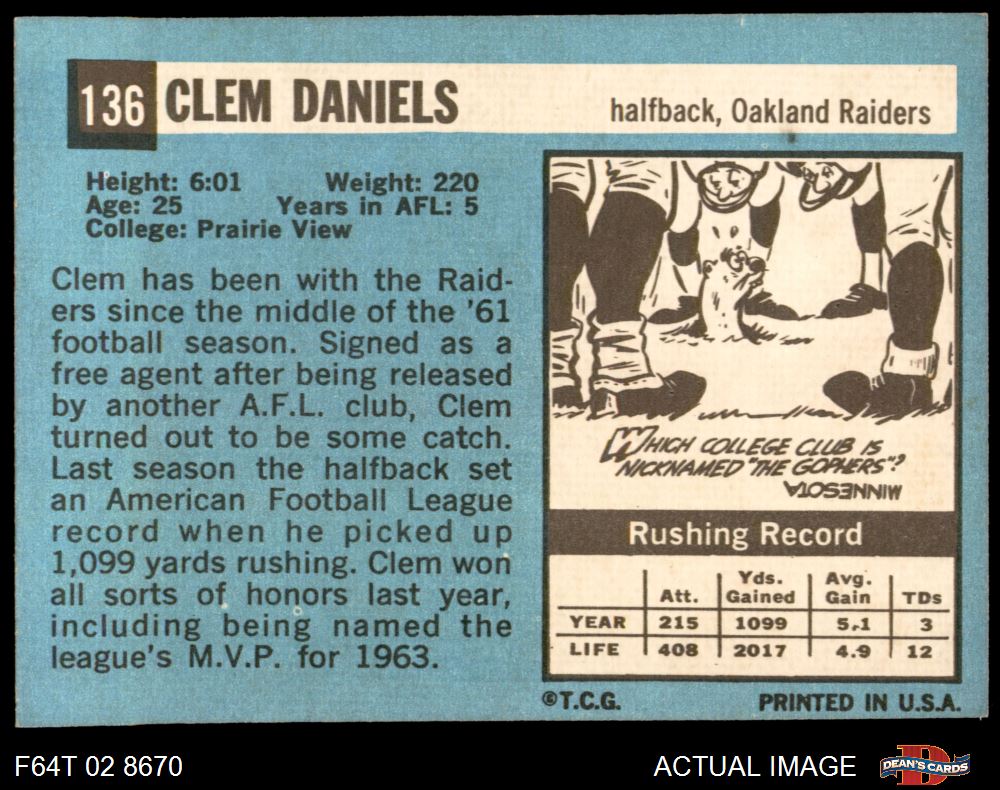 136 CLEM DANIELS
halfback, Oakland Raiders
Height: 6:01 Weight: 220
Age: 25 Years in AFL: 5
College: Prairie View
Clem has been with the Raid-
ers since the middle of the '61
football season. Signed as a
free agent after being released
by another A.F.L. club, Clem
turned out to be some catch.
Last season the halfback set
an American Football League
record when he picked up
1,099 yards rushing. Clem won
all sorts of honors last year,
including being named the
league's M.V.P. for 1963.
WHICH COLLEGE CLUB IS
NICKNAMED "THE GOPHERS"?
MINNESOTA
Rushing Record
Att. Yds. Gained Avg. Gain TDs
YEAR 215 1099 5.1 3
LIFE 408 2017 4.9 12
©T.C.G. PRINTED IN U.S.A.
F64T 02 8670
ACTUAL IMAGE
D
DEAN'S CARDS